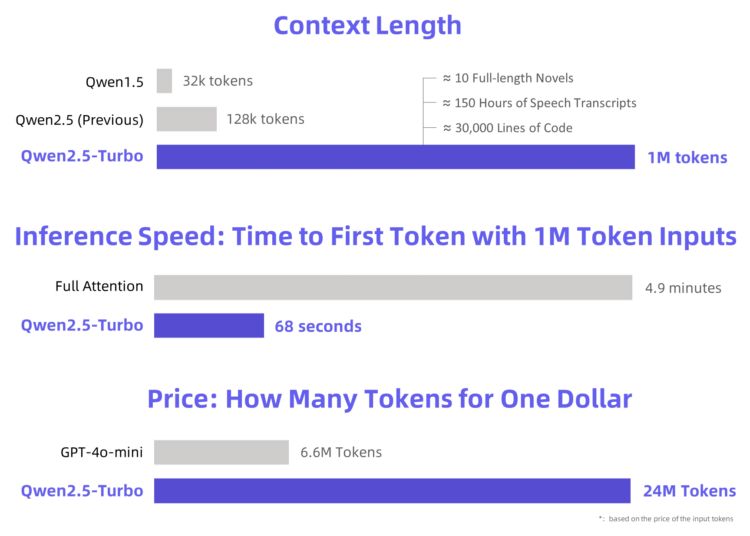 Context Length
Qwen1.5 32k tokens
≈ 10 Full-length Novels
≈ 150 Hours of Speech Transcripts
≈ 30,000 Lines of Code
Qwen2.5 (Previous) 128k tokens
Qwen2.5-Turbo 1M tokens
Inference Speed: Time to First Token with 1M Token Inputs
Full Attention 4.9 minutes
Qwen2.5-Turbo 68 seconds
Price: How Many Tokens for One Dollar
GPT-4o-mini 6.6M Tokens
Qwen2.5-Turbo 24M Tokens
*: based on the price of the input tokens